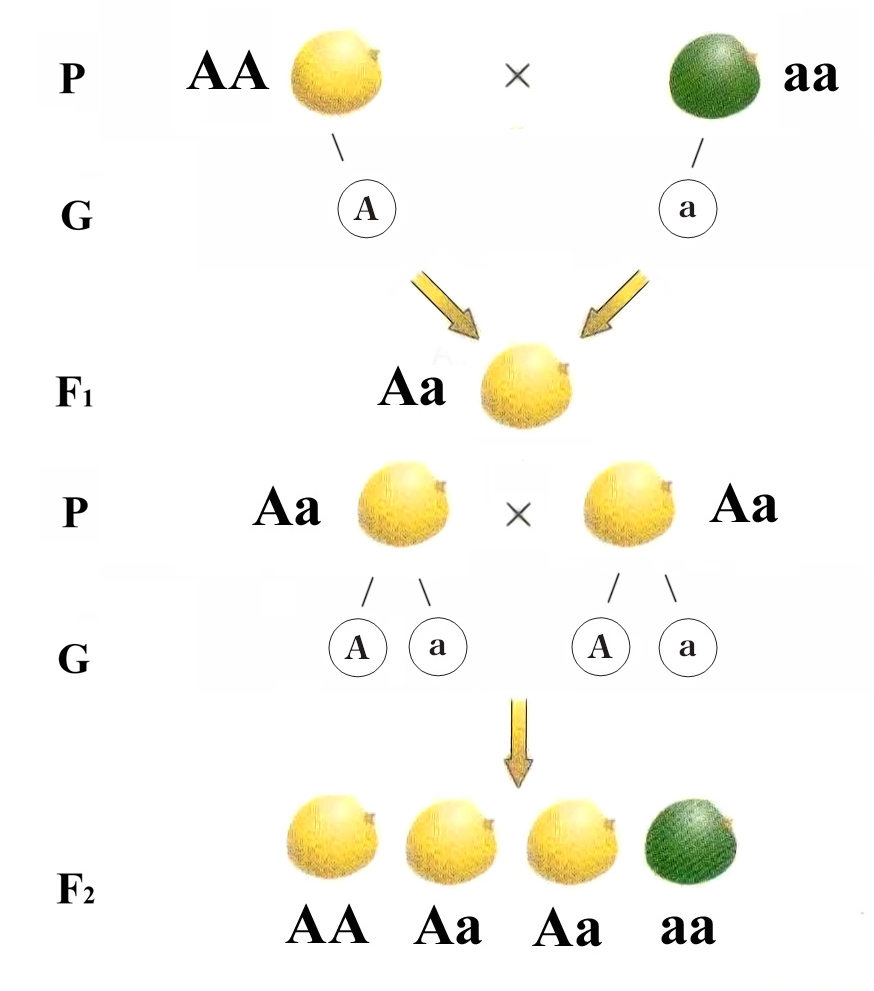 P AA × aa
G A a
Aa
F1
P Aa × Aa
G A a A a
F2
AA Aa Aa aa